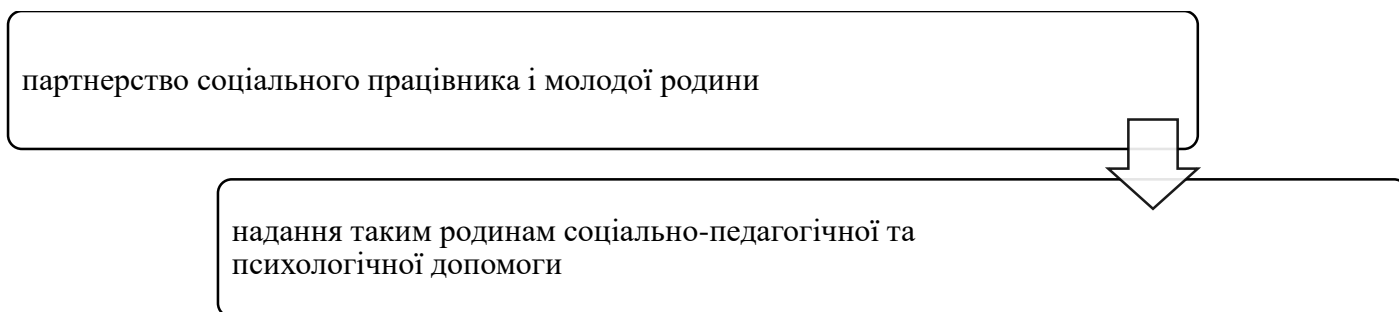 партнерство соціального працівника і молодої родини
надання таким родинам соціально-педагогічної та
психологічної допомоги